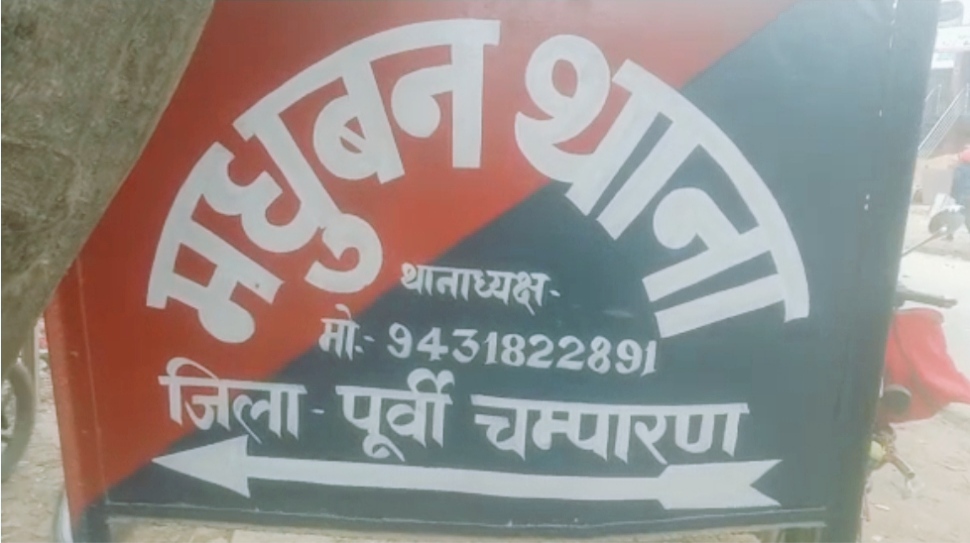 मधुबन थाना
थानाध्यक्ष-
मो:- 9431822891
जिला - पूर्वी चम्पारण